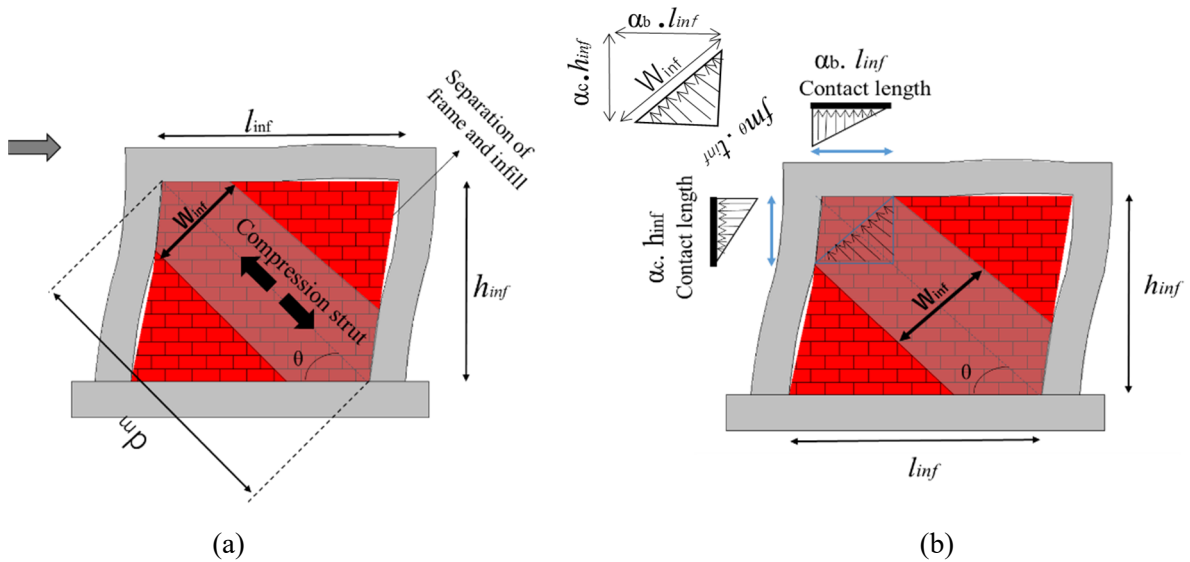 l_inf
Separation of
frame and infill
W_inf
Compression strut
θ
h_inf
d_m
(a)
α_b . l_inf
α_c . h_inf
W_inf
fm_θ . t_inf
α_b. l_inf
Contact length
α_c. h_inf
Contact length
W_inf
θ
h_inf
l_inf
(b)